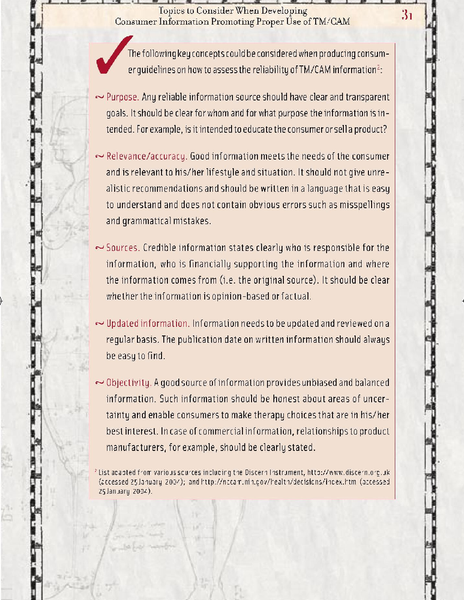 Topics to Consider When Developing
Consumer Information Promoting Proper Use of TM/CAM
31
The following key concepts could be considered when producing consum-
er guidelines on how to assess the reliability of TM/CAM information7:
~ Purpose. Any reliable information source should have clear and transparent
goals. It should be clear for whom and for what purpose the information is in-
tended. For example, is it intended to educate the consumer or sell a product?
~ Relevance/accuracy. Good information meets the needs of the consumer
and is relevant to his/her lifestyle and situation. It should not give unre-
alistic recommendations and should be written in a language that is easy
to understand and does not contain obvious errors such as misspellings
and grammatical mistakes.
~ Sources. Credible information states clearly who is responsible for the
information, who is financially supporting the information and where
the information comes from (i.e. the original source). It should be clear
whether the information is opinion-based or factual.
~ Updated information. Information needs to be updated and reviewed on a
regular basis. The publication date on written information should always
be easy to find.
~ Objectivity. A good source of information provides unbiased and balanced
information. Such information should be honest about areas of uncer-
tainty and enable consumers to make therapy choices that are in his/her
best interest. In case of commercial information, relationships to product
manufacturers, for example, should be clearly stated.
7 List adapted from various sources including the Discern Instrument, http://www.discern.org.uk
(accessed 25 January 2004); and http://nccam.nih.gov/health/decisions/index.htm (accessed
25 January 2004).